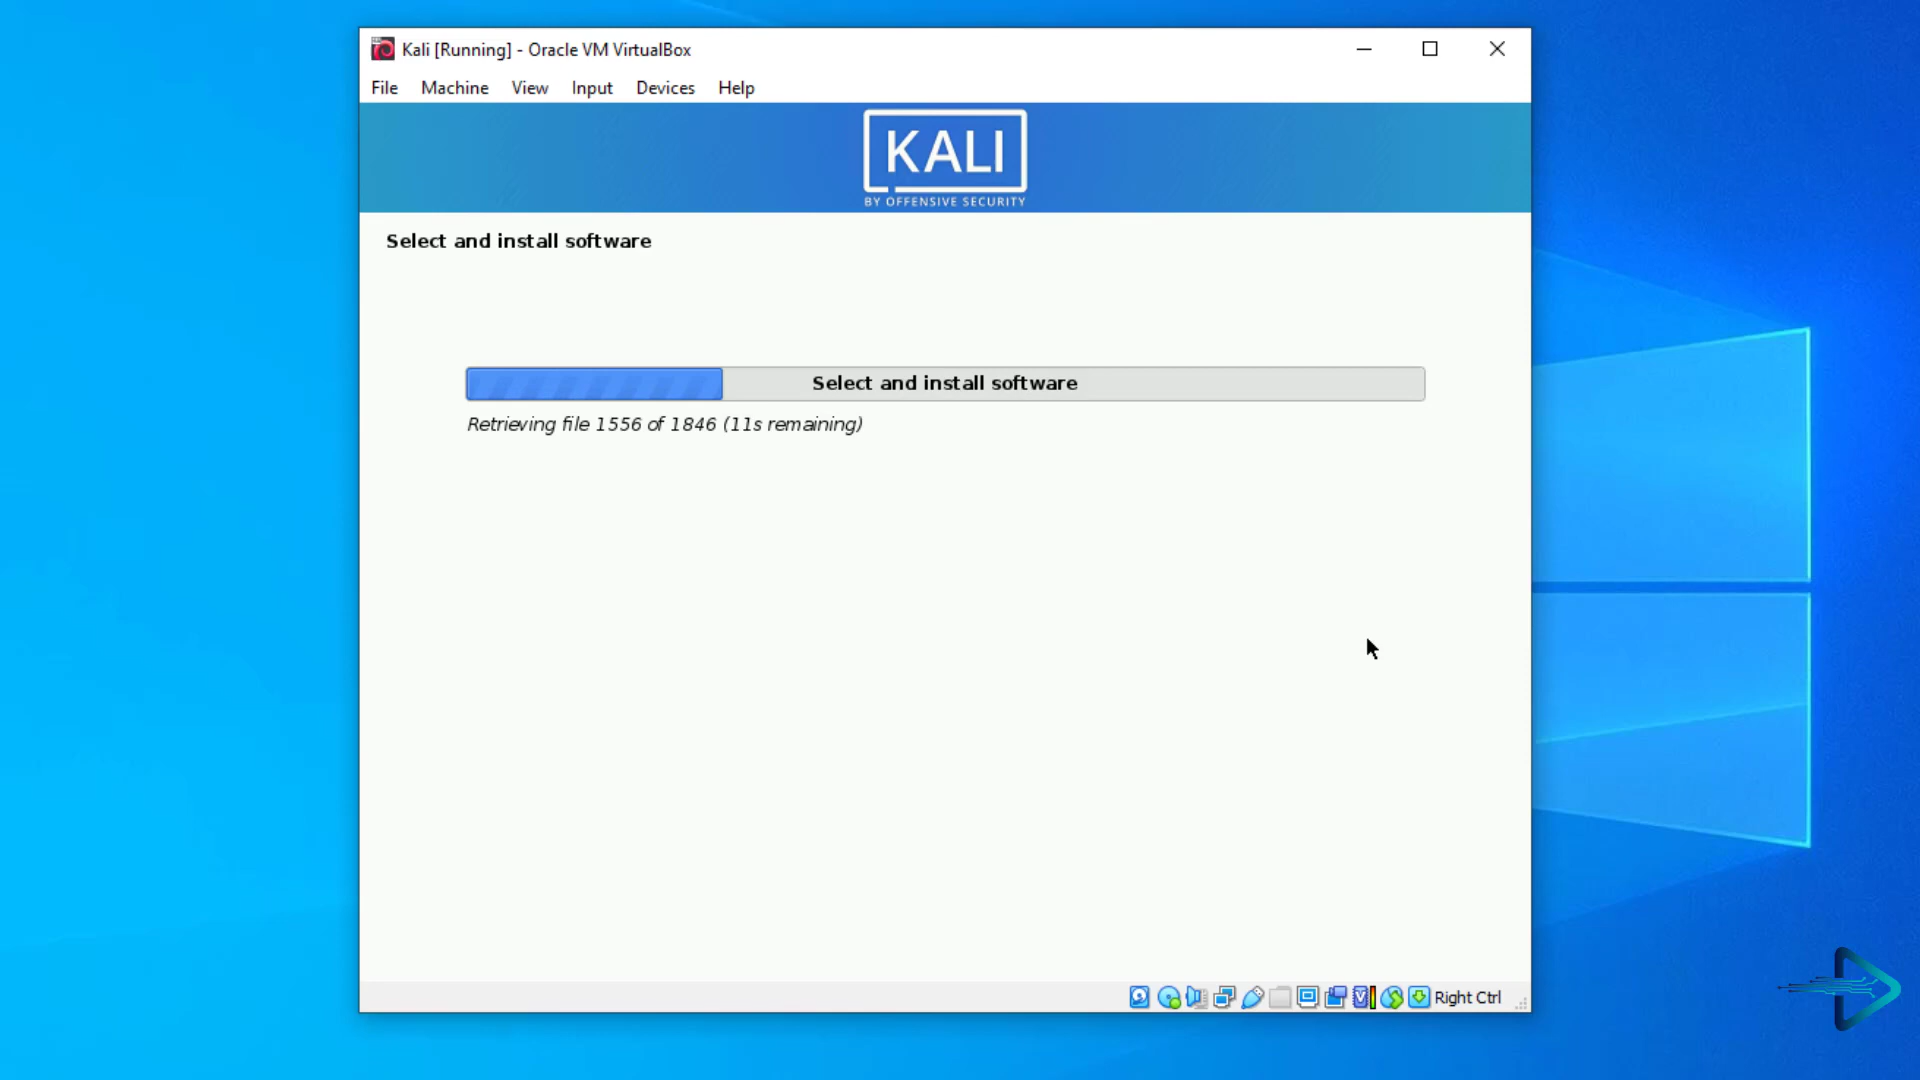 Kali [Running] - Oracle VM VirtualBox
File Machine View Input Devices Help
KALI
BY OFFENSIVE SECURITY
Select and install software
Select and install software
Retrieving file 1556 of 1846 (11s remaining)
Right Ctrl